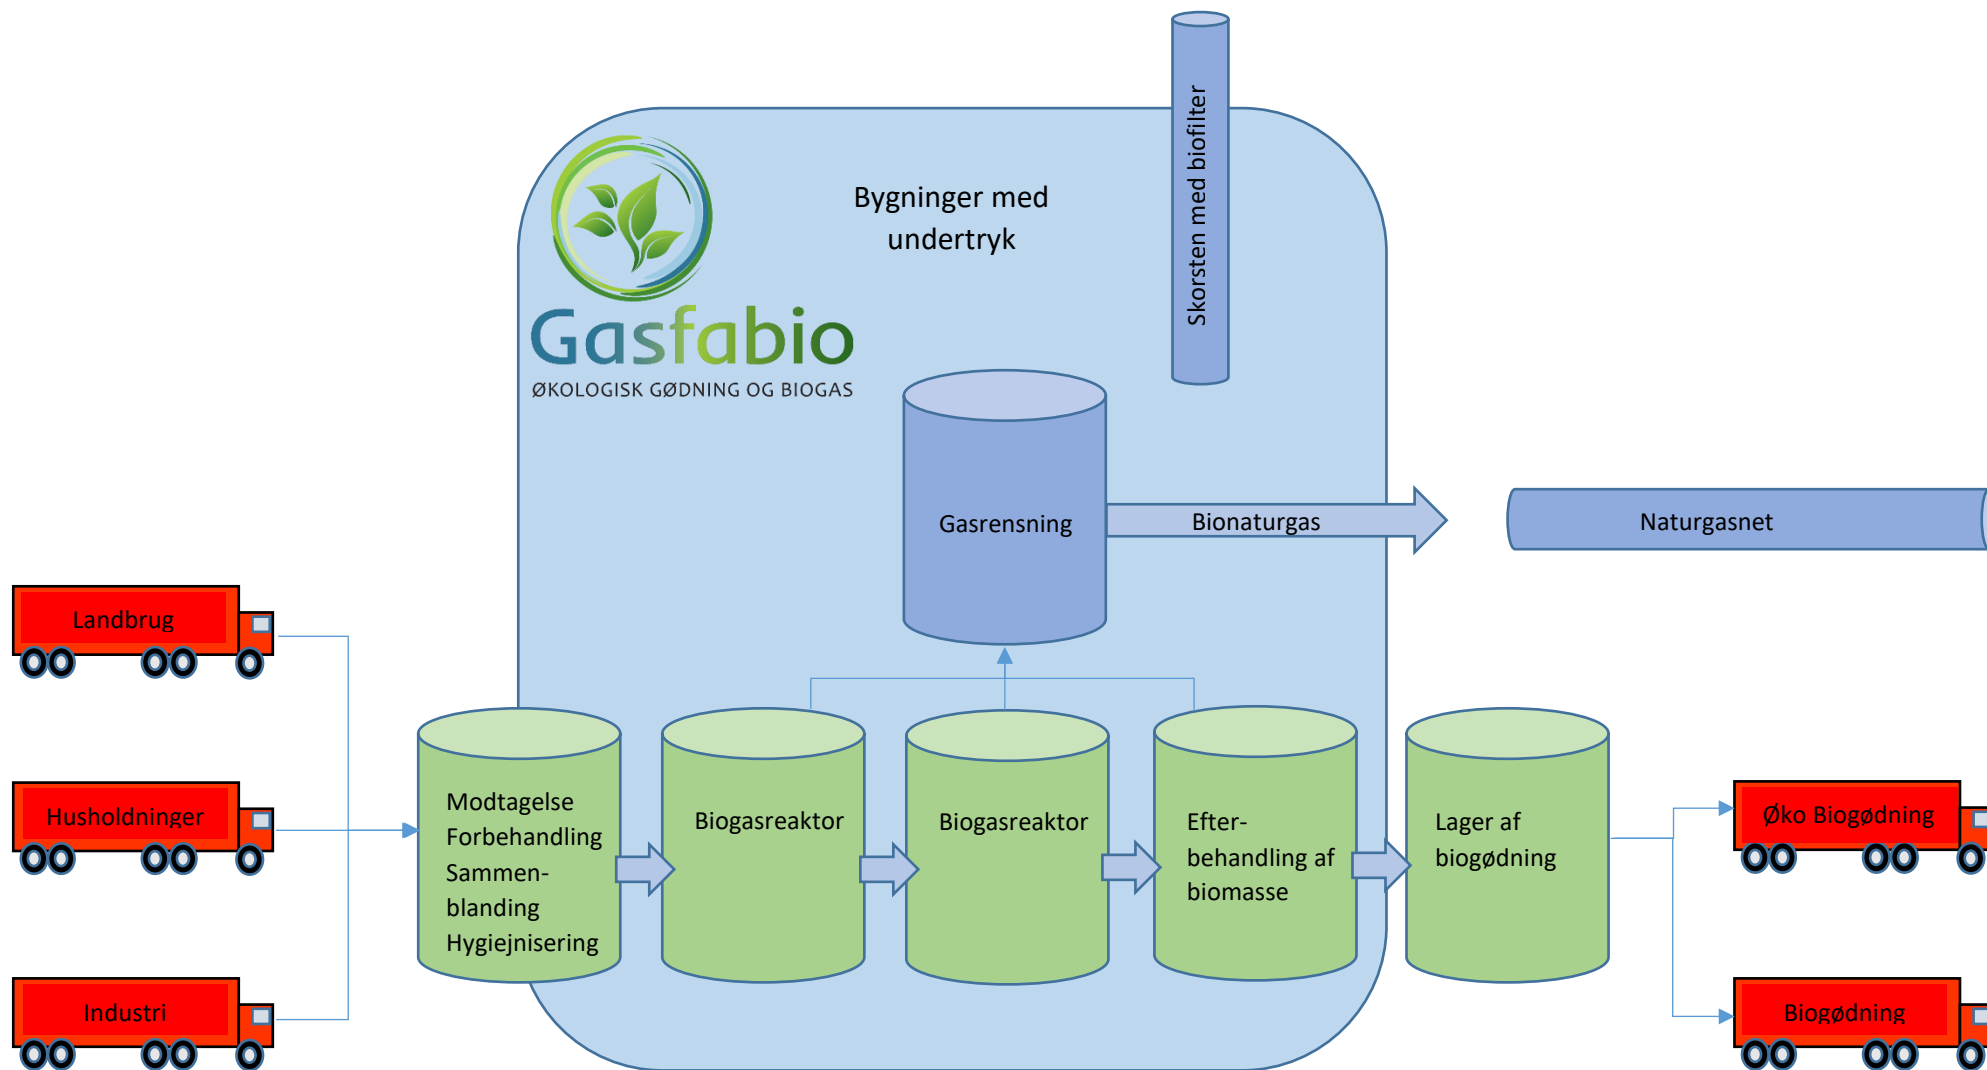 Skorsten med biofilter
Bygninger med
undertryk
Gasfabio
ØKOLOGISK GØDNING OG BIOGAS
Gasrensning
Bionaturgas
Naturgasnet
Landbrug
Husholdninger
Industri
Modtagelse
Forbehandling
Sammen-
blanding
Hygiejnisering
Biogasreaktor
Biogasreaktor
Efter-
behandling af
biomasse
Lager af
biogødning
Øko Biogødning
Biogødning